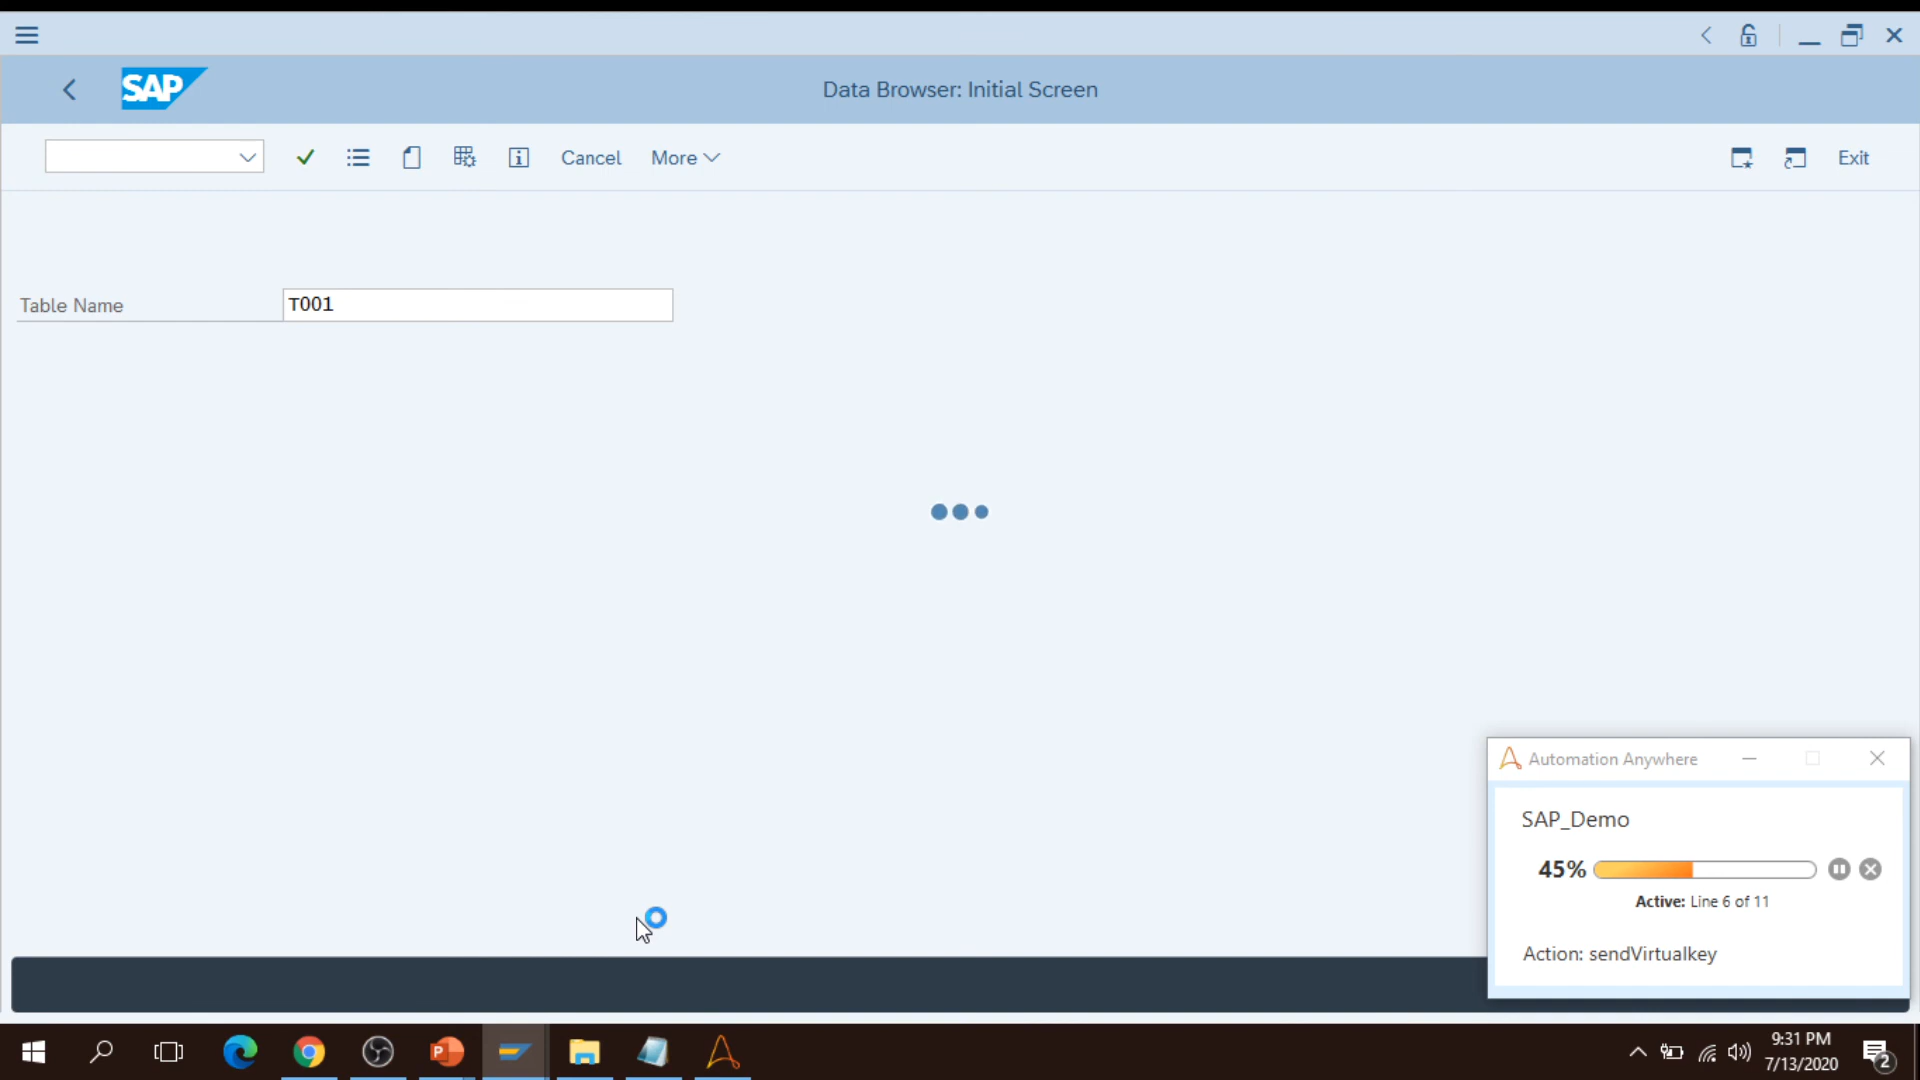 SAP
Data Browser: Initial Screen
Cancel
More
Exit
Table Name
T001
Automation Anywhere
SAP_Demo
45%
Active: Line 6 of 11
Action: sendVirtualkey
9:31 PM
7/13/2020
2